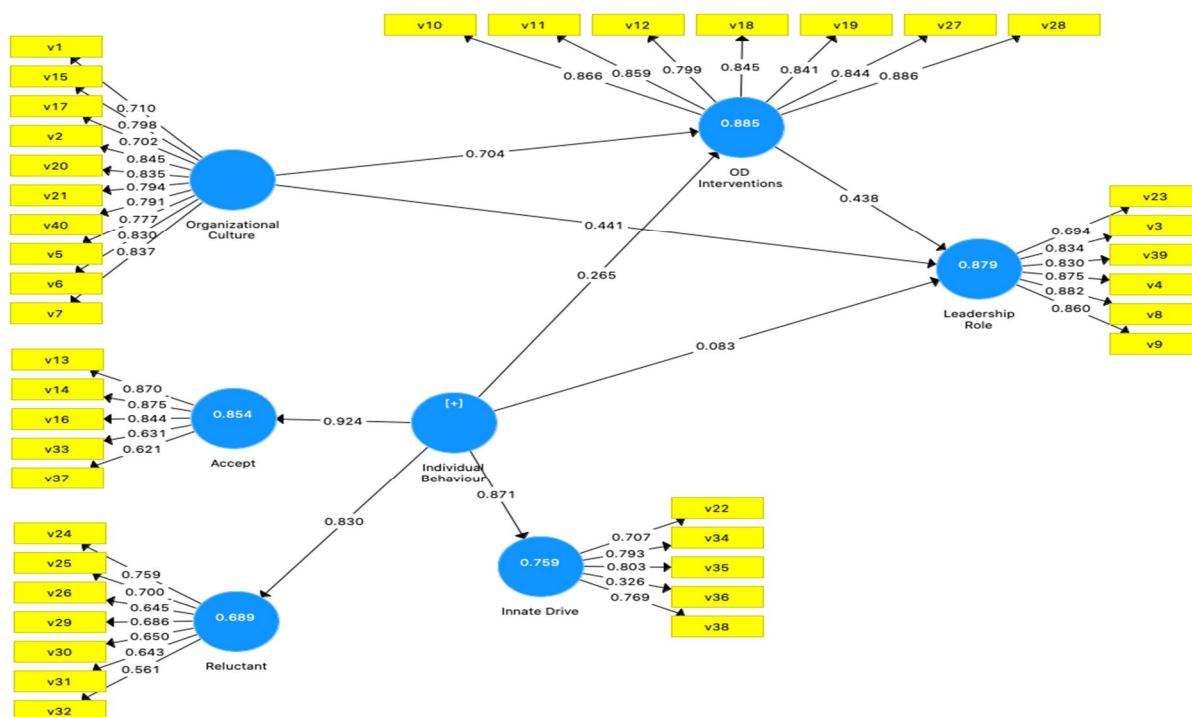 v10
v11
v12
v18
v19
v27
v28
0.866
0.859
0.799
0.845
0.841
0.844
0.886
0.885
OD
Interventions
v1
v15
v17
v2
v20
v21
v40
v5
v6
v7
0.710
0.798
0.702
0.845
0.835
0.794
0.791
0.777
0.830
0.837
Organizational
Culture
0.704
0.441
0.438
0.265
0.083
v23
v3
v39
v4
v8
v9
0.694
0.834
0.830
0.875
0.882
0.860
0.879
Leadership
Role
v13
v14
v16
v33
v37
0.870
0.875
0.844
0.631
0.621
0.854
Accept
0.924
[+]
Individual
Behaviour
0.871
0.830
v24
v25
v26
v29
v30
v31
v32
0.759
0.700
0.645
0.686
0.650
0.643
0.561
0.689
Reluctant
0.759
Innate Drive
v22
v34
v35
v36
v38
0.707
0.793
0.803
0.326
0.769